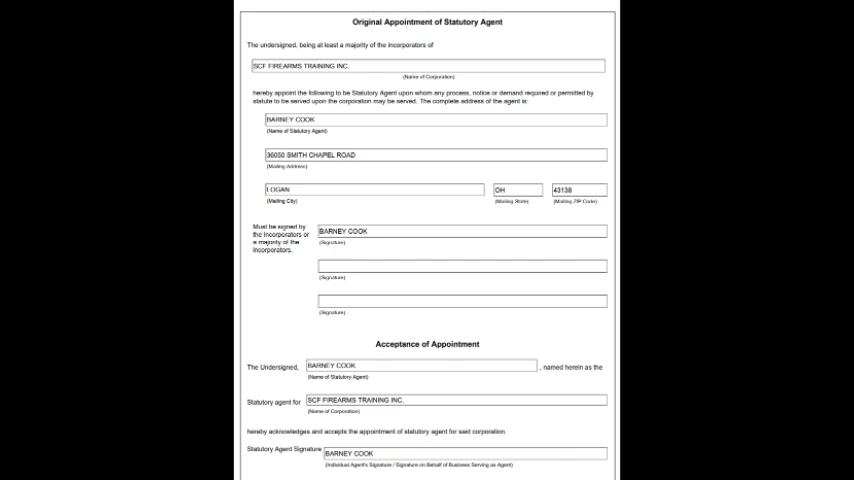 Original Appointment of Statutory Agent
The undersigned, being at least a majority of the incorporators of
SCF FIREARMS TRAINING INC.
(Name of Corporation)
hereby appoint the following to be Statutory Agent upon whom any process, notice or demand required or permitted by
statute to be served upon the corporation may be served. The complete address of the agent is:
BARNEY COOK
(Name of Statutory Agent)
36050 SMITH CHAPEL ROAD
(Mailing Address)
LOGAN OH 43138
(Mailing City) (Mailing State) (Mailing ZIP Code)
Must be signed by
the incorporators or
a majority of the
incorporators.
BARNEY COOK
(Signature)
(Signature)
(Signature)
Acceptance of Appointment
The Undersigned, BARNEY COOK , named herein as the
(Name of Statutory Agent)
Statutory agent for SCF FIREARMS TRAINING INC.
(Name of Corporation)
hereby acknowledges and accepts the appointment of statutory agent for said corporation.
Statutory Agent Signature BARNEY COOK
(Individual Agent's Signature / Signature on Behalf of Business Serving as Agent)